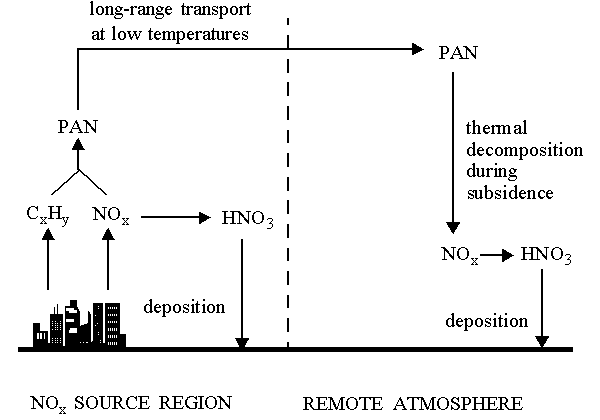 long-range transport
at low temperatures
PAN
PAN
thermal
decomposition
during
subsidence
CxHy
NOx
HNO3
NOx
HNO3
deposition
deposition
NOx SOURCE REGION
REMOTE ATMOSPHERE